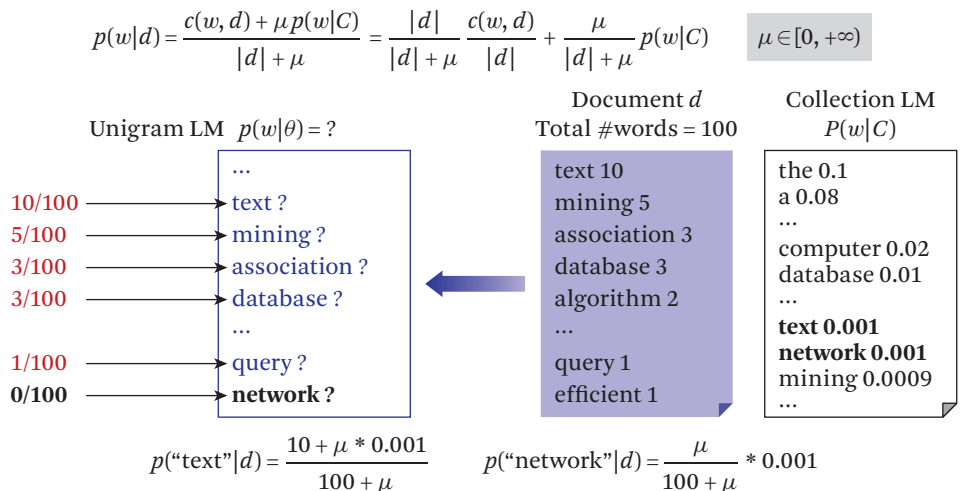 p(w|d) = (c(w, d) + μ p(w|C)) / (|d| + μ) = |d| / (|d| + μ) c(w, d) / |d| + μ / (|d| + μ) p(w|C)    μ ∈ [0, +∞)
Unigram LM p(w|θ) = ?
...
10/100 text ?
5/100 mining ?
3/100 association ?
3/100 database ?
...
1/100 query ?
0/100 network ?
Document d
Total #words = 100
text 10
mining 5
association 3
database 3
algorithm 2
...
query 1
efficient 1
Collection LM
P(w|C)
the 0.1
a 0.08
...
computer 0.02
database 0.01
...
text 0.001
network 0.001
mining 0.0009
...
p(“text”|d) = (10 + μ * 0.001) / (100 + μ)
p(“network”|d) = μ / (100 + μ) * 0.001